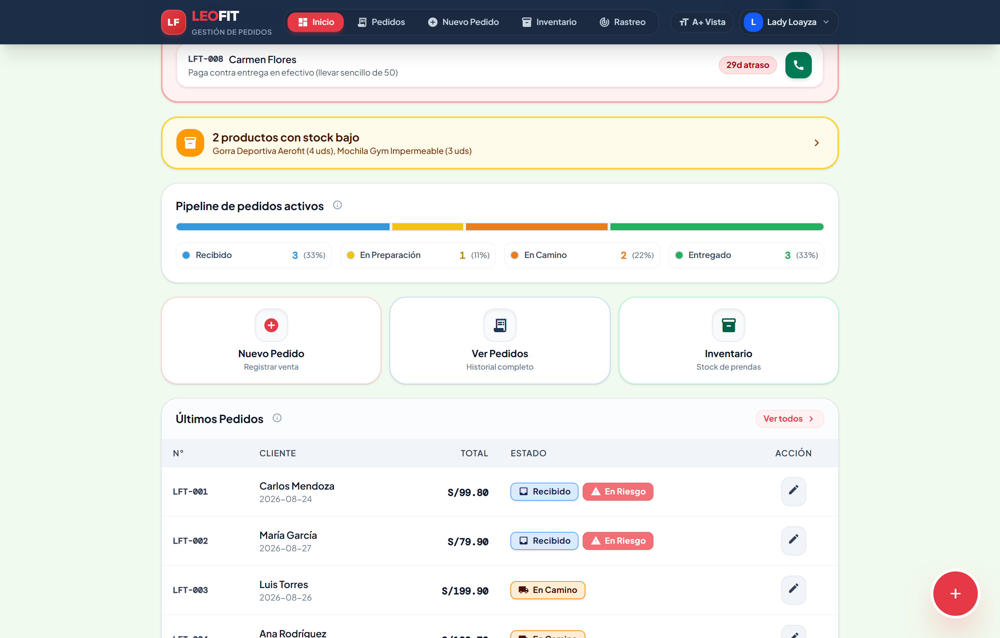 LF
LEOFIT
GESTIÓN DE PEDIDOS
Inicio
Pedidos
Nuevo Pedido
Inventario
Rastreo
A+ Vista
L
Lady Loayza
LFT-008 Carmen Flores
Paga contra entrega en efectivo (llevar sencillo de 50)
29d atraso
2 productos con stock bajo
Gorra Deportiva Aerofit (4 uds), Mochila Gym Impermeable (3 uds)
Pipeline de pedidos activos
Recibido 3 (33%)
En Preparación 1 (11%)
En Camino 2 (22%)
Entregado 3 (33%)
Nuevo Pedido
Registrar venta
Ver Pedidos
Historial completo
Inventario
Stock de prendas
Últimos Pedidos
Ver todos
N° CLIENTE TOTAL ESTADO ACCIÓN
LFT-001 Carlos Mendoza S/99.80 Recibido En Riesgo
2026-08-24
LFT-002 María García S/79.90 Recibido En Riesgo
2026-08-27
LFT-003 Luis Torres S/199.90 En Camino
2026-08-26
Ana Rodríguez En Camino